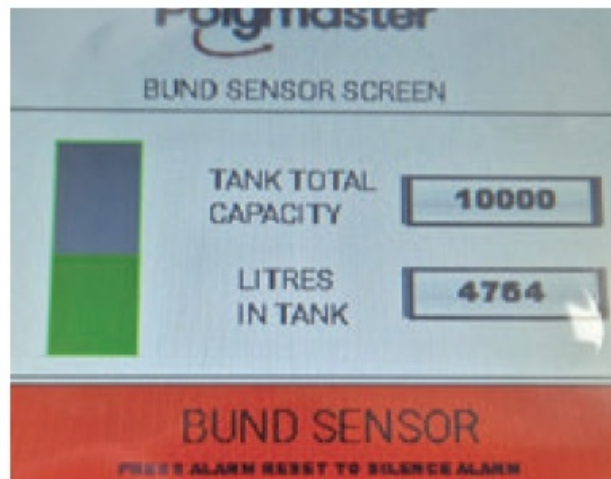 Polymaster
BUND SENSOR SCREEN
TANK TOTAL
CAPACITY
10000
LITRES
IN TANK
4764
BUND SENSOR
PRESS ALARM RESET TO SILENCE ALARM